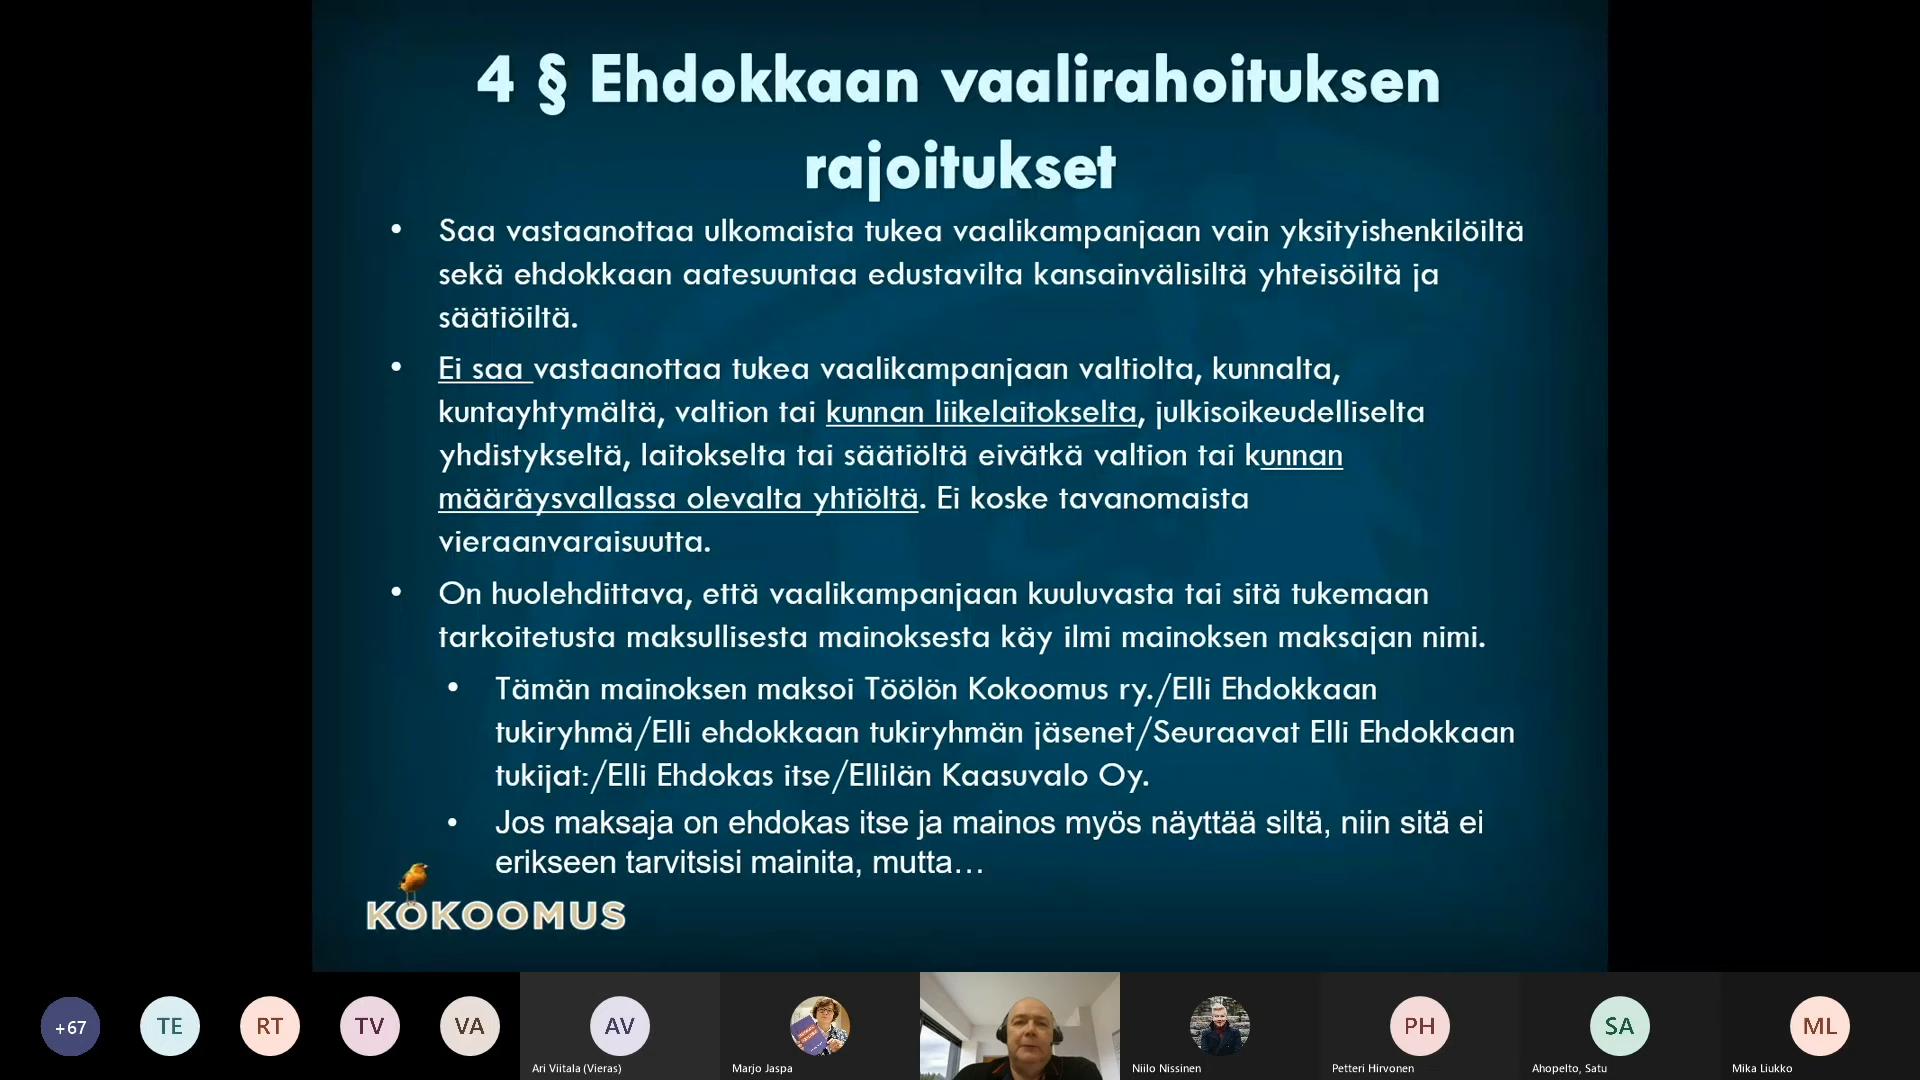 4 § Ehdokkaan vaalirahoituksen
rajoitukset
• Saa vastaanottaa ulkomaista tukea vaalikampanjaan vain yksityishenkilöiltä
sekä ehdokkaan aatesuuntaa edustavilta kansainvälisiltä yhteisöiltä ja
säätiöiltä.
• Ei saa vastaanottaa tukea vaalikampanjaan valtiolta, kunnalta,
kuntayhtymältä, valtion tai kunnan liikelaitokselta, julkisoikeudelliselta
yhdistykseltä, laitokselta tai säätiöltä eivätkä valtion tai kunnan
määräysvallassa olevalta yhtiöltä. Ei koske tavanomaista
vieraanvaraisuutta.
• On huolehdittava, että vaalikampanjaan kuuluvasta tai sitä tukemaan
tarkoitetusta maksullisesta mainoksesta käy ilmi mainoksen maksajan nimi.
• Tämän mainoksen maksoi Töölön Kokoomus ry./Elli Ehdokkaan
tukiryhmä/Elli ehdokkaan tukiryhmän jäsenet/Seuraavat Elli Ehdokkaan
tukijat:/Elli Ehdokas itse/Ellilän Kaasuvalo Oy.
• Jos maksaja on ehdokas itse ja mainos myös näyttää siltä, niin sitä ei
erikseen tarvitsisi mainita, mutta…
KOKOOMUS
+67 TE RT TV VA AV PH SA ML
Ari Viitala (Vieras) Marjo Jaspa Niilo Nissinen Petteri Hirvonen Ahopelto, Satu Mika Liukko